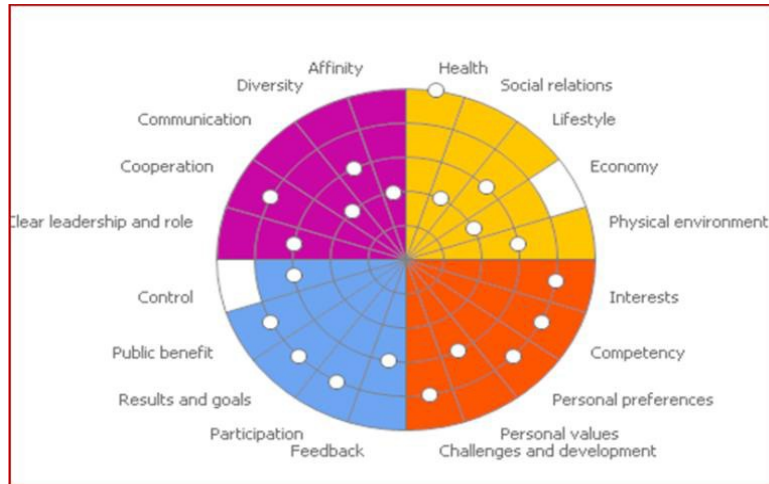 Affinity
Health
Diversity
Social relations
Communication
Lifestyle
Cooperation
Economy
Clear leadership and role
Physical environment
Control
Interests
Public benefit
Competency
Results and goals
Personal preferences
Participation
Personal values
Feedback
Challenges and development